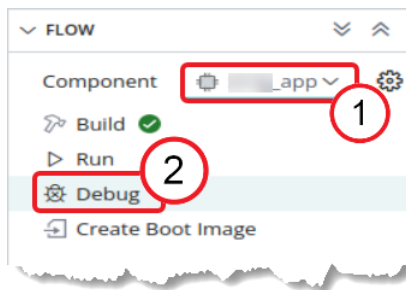 FLOW
Component _app
1
Build
Run
2
Debug
Create Boot Image